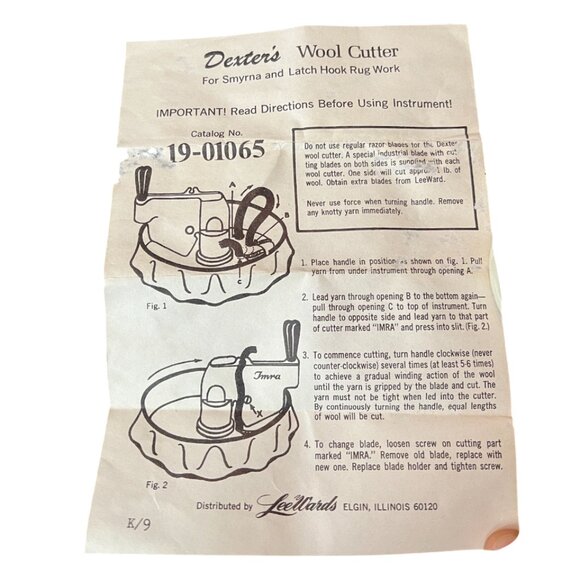 Dexter's Wool Cutter
For Smyrna and Latch Hook Rug Work
IMPORTANT! Read Directions Before Using Instrument!
Catalog No.
19-01065
Do not use regular razor blades for the Dexter
wool cutter. A special industrial blade with cut
ting blades on both sides is supplied with each
wool cutter. One side will cut approx. 1 lb. of
wool. Obtain extra blades from LeeWard.
Never use force when turning handle. Remove
any knotty yarn immediately.
A
B
C
Fig. 1
1. Place handle in position as shown on fig. 1. Pull
yarn from under instrument through opening A.
2. Lead yarn through opening B to the bottom again—
pull through opening C to top of instrument. Turn
handle to opposite side and lead yarn to that part
of cutter marked "IMRA" and press into slit. (Fig. 2.)
Imra
X
Fig. 2
3. To commence cutting, turn handle clockwise (never
counter-clockwise) several times (at least 5-6 times)
to achieve a gradual winding action of the wool
until the yarn is gripped by the blade and cut. The
yarn must not be tight when led into the cutter.
By continuously turning the handle, equal lengths
of wool will be cut.
4. To change blade, loosen screw on cutting part
marked "IMRA." Remove old blade, replace with
new one. Replace blade holder and tighten screw.
Distributed by LeeWards ELGIN, ILLINOIS 60120
K/9